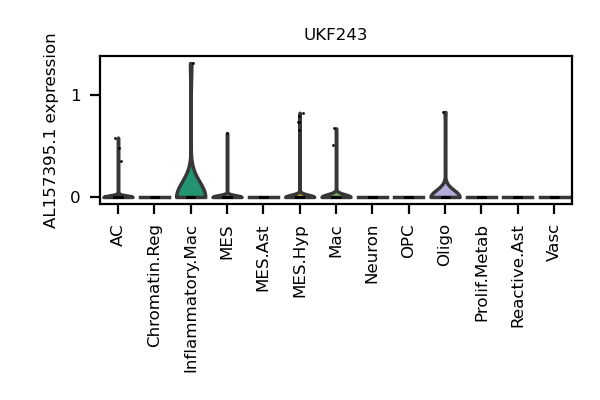 UKF243
AL157395.1 expression
1
0
AC
Chromatin.Reg
Inflammatory.Mac
MES
MES.Ast
MES.Hyp
Mac
Neuron
OPC
Oligo
Prolif.Metab
Reactive.Ast
Vasc